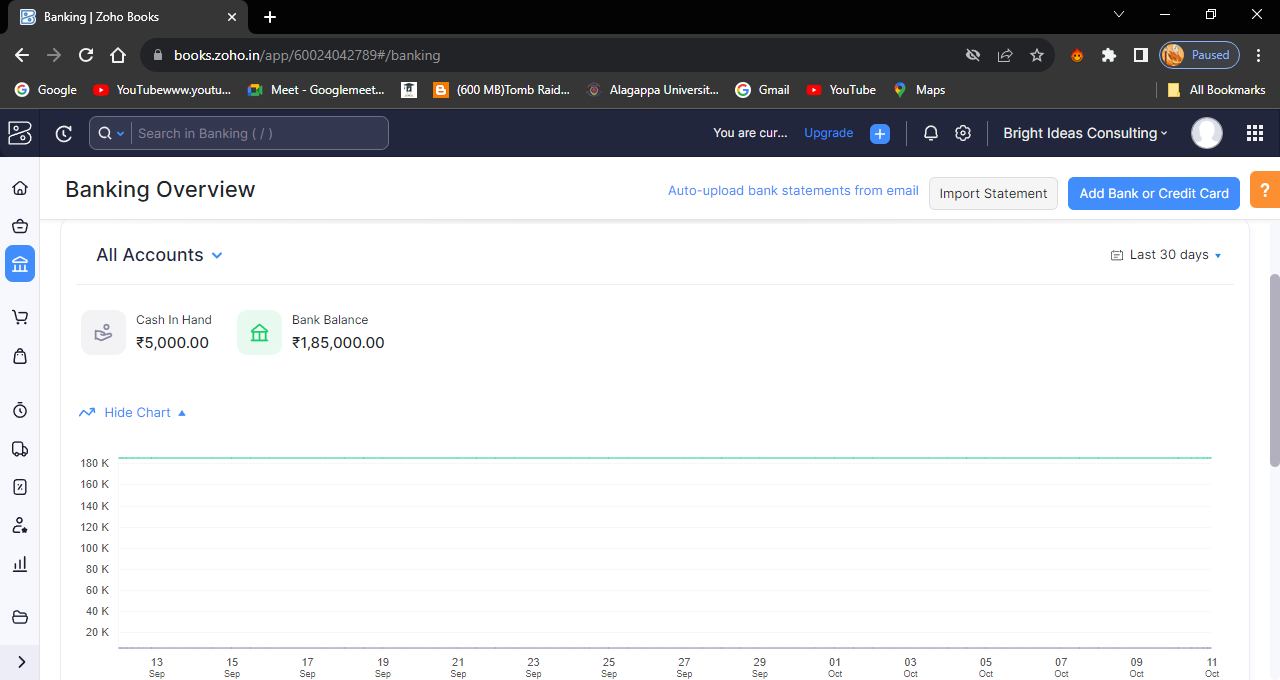 Banking | Zoho Books
books.zoho.in/app/60024042789#/banking
Paused
Google
YouTubewww.youtu...
Meet - Googlemeet...
(600 MB)Tomb Raid...
Alagappa Universit...
Gmail
YouTube
Maps
All Bookmarks
Search in Banking ( / )
You are cur...
Upgrade
Bright Ideas Consulting
Banking Overview
Auto-upload bank statements from email
Import Statement
Add Bank or Credit Card
?
All Accounts
Last 30 days
Cash In Hand
₹5,000.00
Bank Balance
₹1,85,000.00
Hide Chart
180 K
160 K
140 K
120 K
100 K
80 K
60 K
40 K
20 K
13 Sep
15 Sep
17 Sep
19 Sep
21 Sep
23 Sep
25 Sep
27 Sep
29 Sep
01 Oct
03 Oct
05 Oct
07 Oct
09 Oct
11 Oct